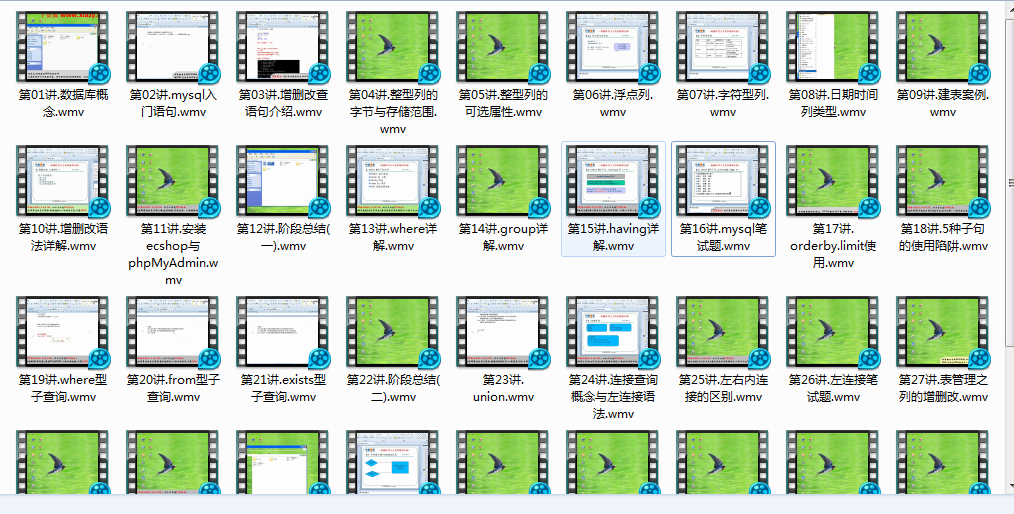 第01讲.数据库概
念.wmv
第02讲.mysql入
门语句.wmv
第03讲.增删改查
语句介绍.wmv
第04讲.整型列的
字节与存储范围.
wmv
第05讲.整型列的
可选属性.wmv
第06讲.浮点列.
wmv
第07讲.字符型列.
wmv
第08讲.日期时间
列类型.wmv
第09讲.建表案例.
wmv
第10讲.增删改语
法详解.wmv
第11讲.安装
ecshop与
phpMyAdmin.w
mv
第12讲.阶段总结(
一).wmv
第13讲.where详
解.wmv
第14讲.group详
解.wmv
第15讲.having详
解.wmv
第16讲.mysql笔
试题.wmv
第17讲.
orderby.limit使
用.wmv
第18讲.5种子句
的使用陷阱.wmv
第19讲.where型
子查询.wmv
第20讲.from型子
查询.wmv
第21讲.exists型
子查询.wmv
第22讲.阶段总结(
二).wmv
第23讲.
union.wmv
第24讲.连接查询
概念与左连接语
法.wmv
第25讲.左右内连
接的区别.wmv
第26讲.左连接笔
试题.wmv
第27讲.表管理之
列的增删改.wmv